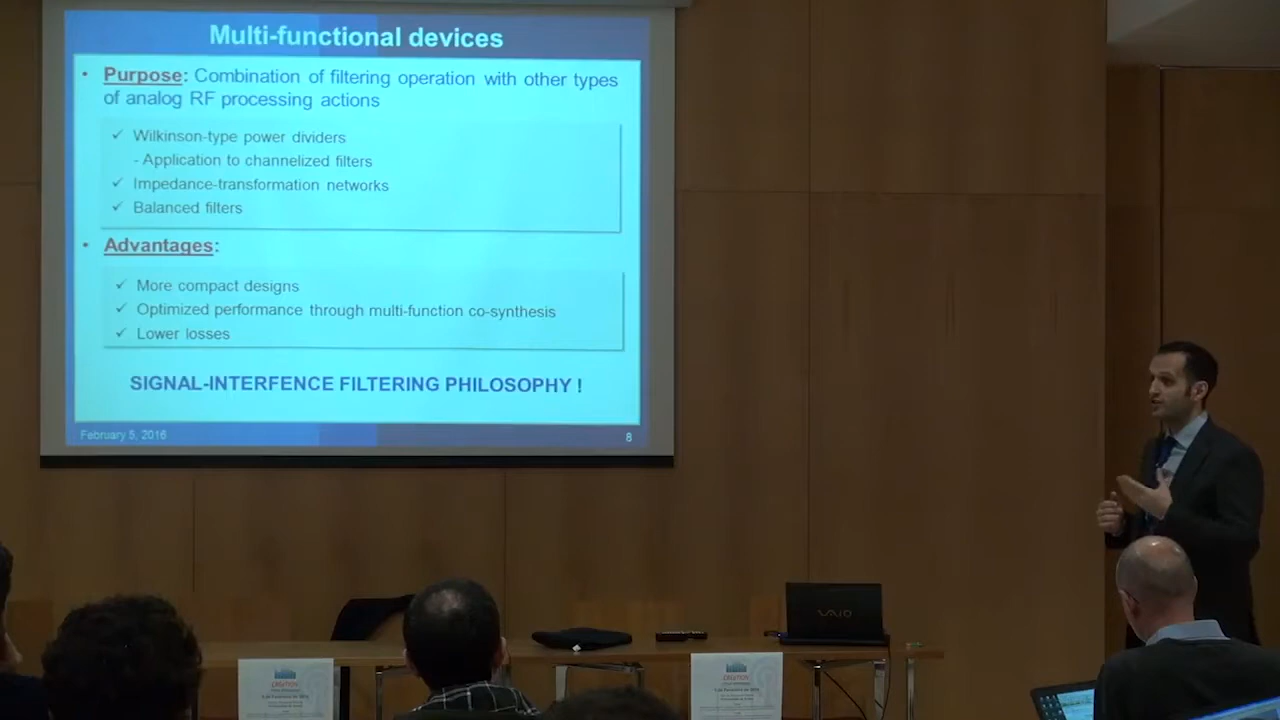 Multi-functional devices
• Purpose: Combination of filtering operation with other types
of analog RF processing actions
✓ Wilkinson-type power dividers
- Application to channelized filters
✓ Impedance-transformation networks
✓ Balanced filters
• Advantages:
✓ More compact designs
✓ Optimized performance through multi-function co-synthesis
✓ Lower losses
SIGNAL-INTERFENCE FILTERING PHILOSOPHY !
February 5, 2016
8
VAIO